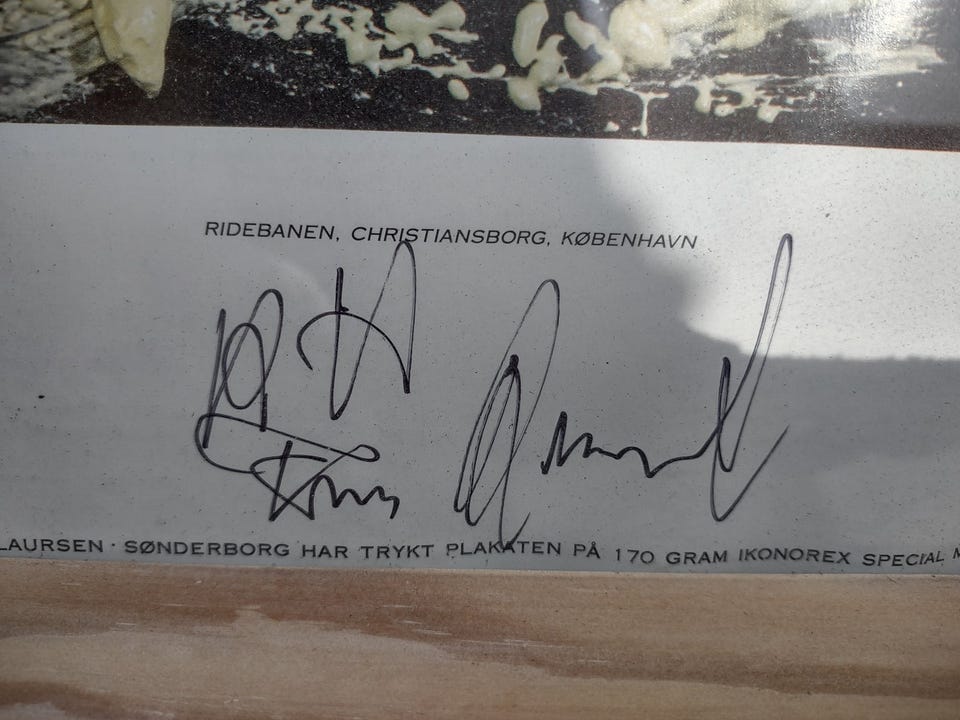 RIDEBANEN, CHRISTIANSBORG, KØBENHAVN
LAURSEN · SØNDERBORG HAR TRYKT PLAKATEN PÅ 170 GRAM IKONOREX SPECIAL M